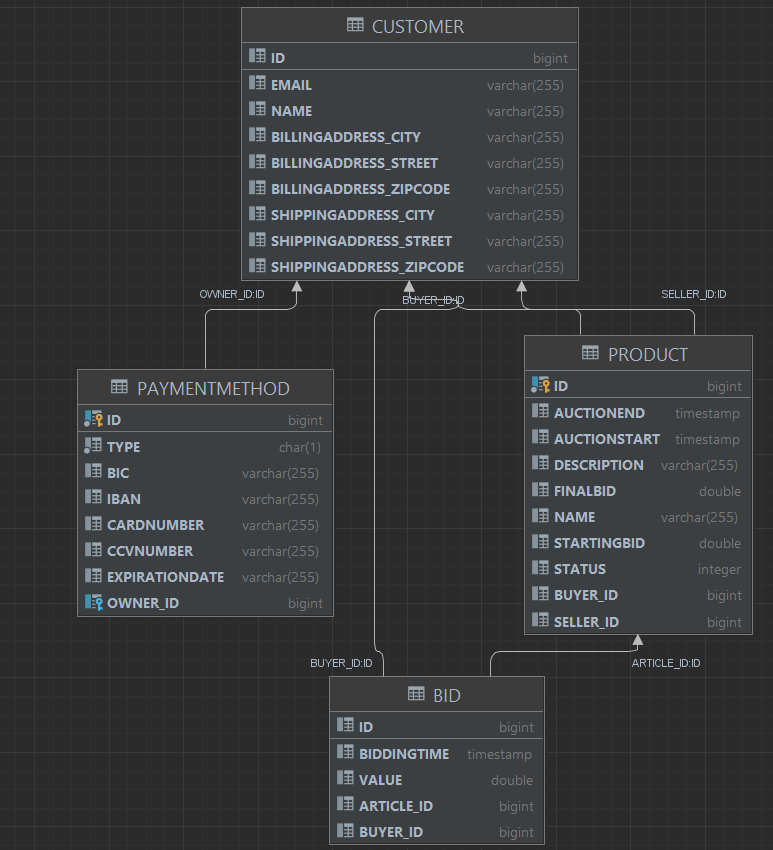 CUSTOMER
ID bigint
EMAIL varchar(255)
NAME varchar(255)
BILLINGADDRESS_CITY varchar(255)
BILLINGADDRESS_STREET varchar(255)
BILLINGADDRESS_ZIPCODE varchar(255)
SHIPPINGADDRESS_CITY varchar(255)
SHIPPINGADDRESS_STREET varchar(255)
SHIPPINGADDRESS_ZIPCODE varchar(255)
OWNER_ID:ID
BUYER_ID:ID
SELLER_ID:ID
PAYMENTMETHOD
ID bigint
TYPE char(1)
BIC varchar(255)
IBAN varchar(255)
CARDNUMBER varchar(255)
CCVNUMBER varchar(255)
EXPIRATIONDATE varchar(255)
OWNER_ID bigint
PRODUCT
ID bigint
AUCTIONEND timestamp
AUCTIONSTART timestamp
DESCRIPTION varchar(255)
FINALBID double
NAME varchar(255)
STARTINGBID double
STATUS integer
BUYER_ID bigint
SELLER_ID bigint
BUYER_ID:ID
ARTICLE_ID:ID
BID
ID bigint
BIDDINGTIME timestamp
VALUE double
ARTICLE_ID bigint
BUYER_ID bigint